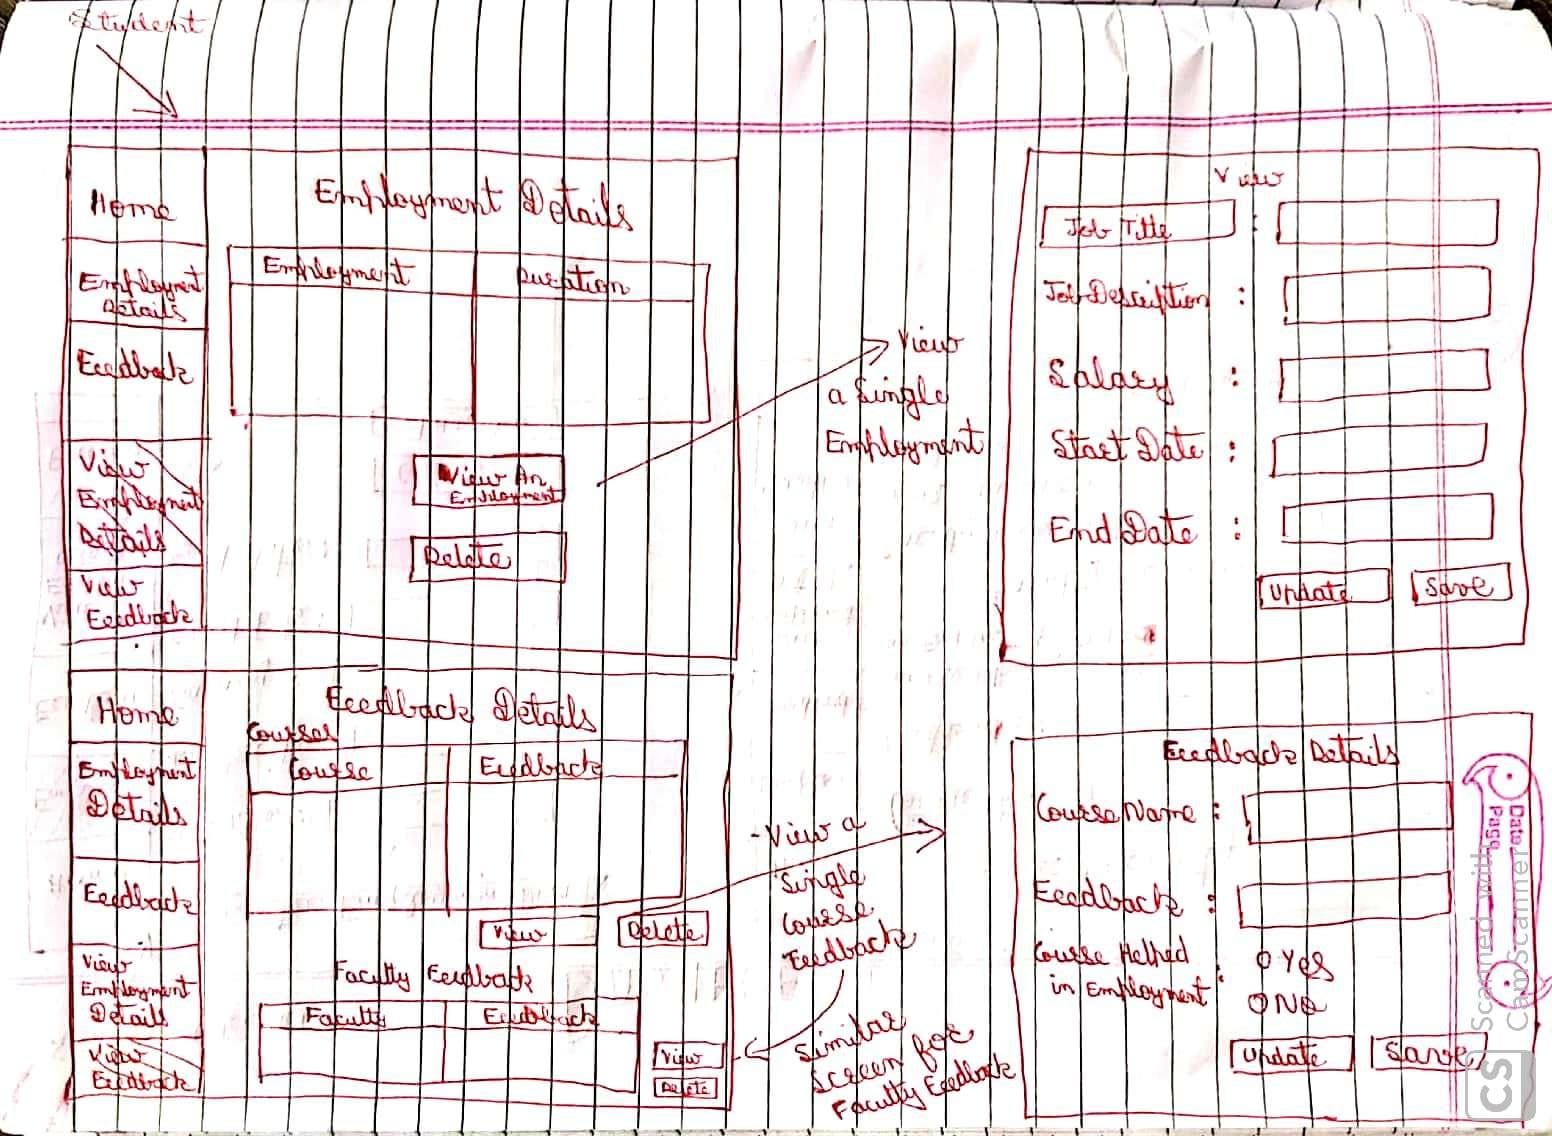 Student
Home
Employment
Details
Feedback
View
Employment
Details
View
Feedback
Employment Details
Employment
Duration
View An
Employment
Delete
View
a Single
Employment
View
Job Title :
Job Description :
Salary :
Start Date :
End Date :
Update
Save
Home
Employment
Details
Feedback
View
Employment
Details
View
Feedback
Feedback Details
Courses
Course
Feedback
View
Delete
Faculty Feedback
Faculty
Feedback
View
Delete
- View a
Single
Course
Feedback
Similar
Screen for
Faculty Feedback
Feedback Details
Course Name :
Feedback :
Course Helped
in Employment :
Yes
No
Update
Save
Date
Page
Scanned with
CamScanner
CS